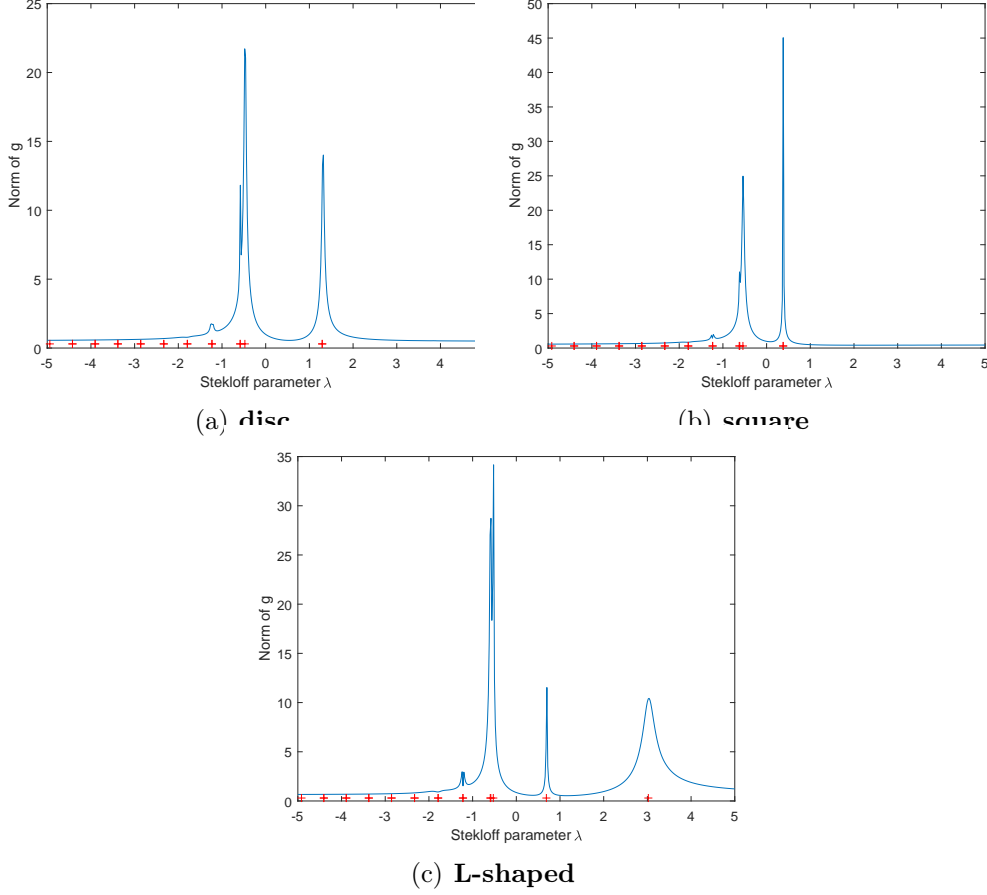 25
20
15
10
5
0
Norm of g
-5 -4 -3 -2 -1 0 1 2 3 4
Stekloff parameter λ
(a) disc
50
45
40
35
30
25
20
15
10
5
0
Norm of g
-5 -4 -3 -2 -1 0 1 2 3 4 5
Stekloff parameter λ
(b) square
35
30
25
20
15
10
5
0
Norm of g
-5 -4 -3 -2 -1 0 1 2 3 4 5
Stekloff parameter λ
(c) L-shaped